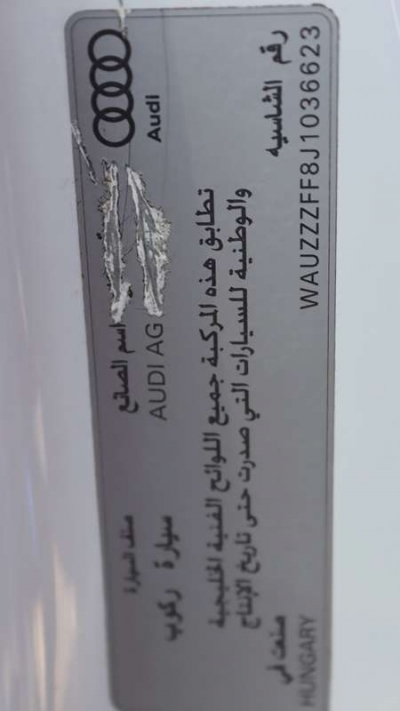 Audi
اسم الصانع
AUDI AG
صنف السيارة
سيارة ركوب
تطابق هذه المركبة جميع اللوائح الفنية الخليجية
والوطنية للسيارات التي صدرت حتى تاريخ الإنتاج
صنعت في
HUNGARY
رقم الشاسيه
WAUZZZFF8J1036623